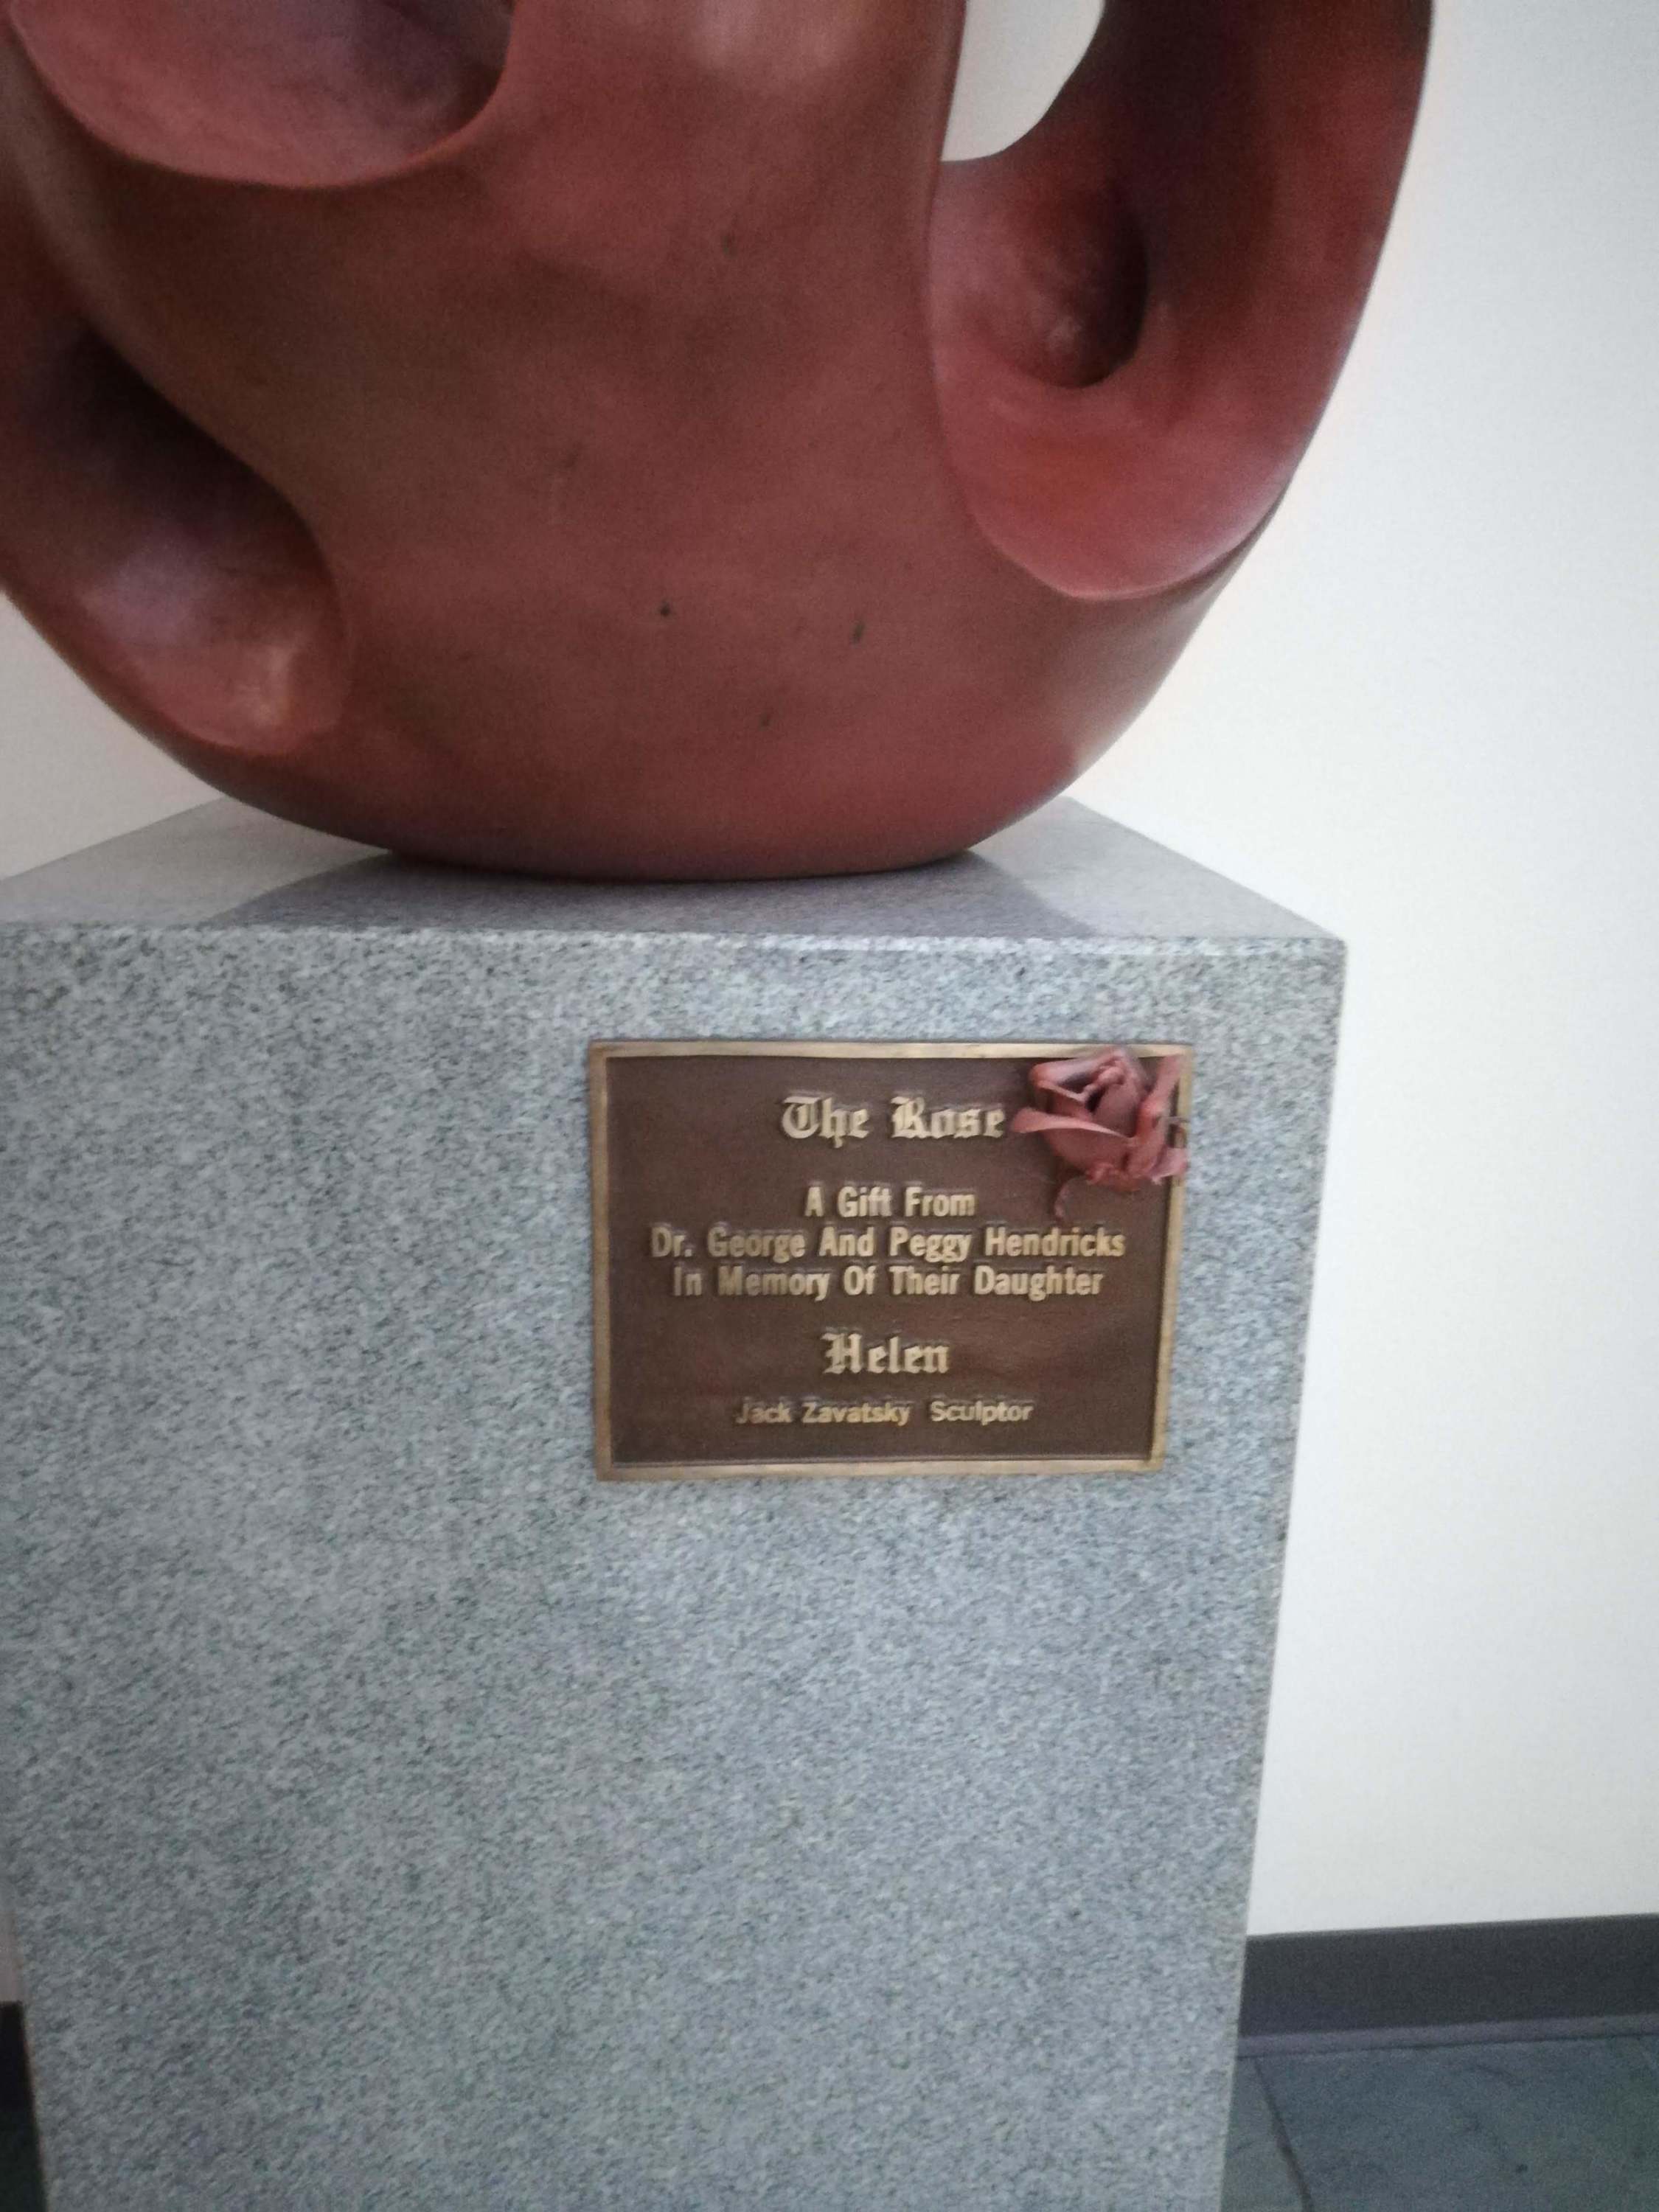 The Rose
A Gift From
Dr. George And Peggy Hendricks
In Memory Of Their Daughter
Helen
Jack Zavatsky Sculptor